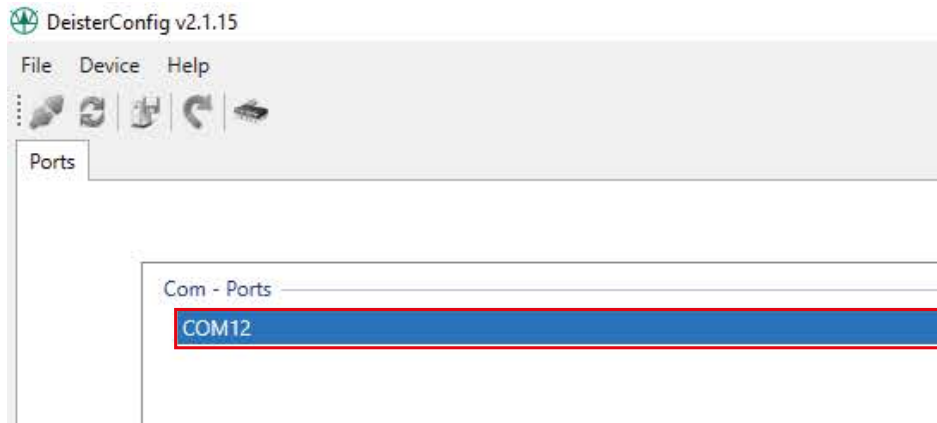 DeisterConfig v2.1.15
File Device Help
Ports
Com - Ports
COM12